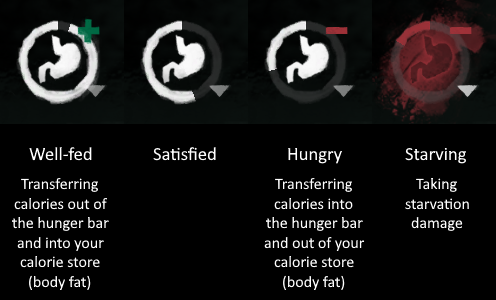 Well-fed
Transferring
calories out of
the hunger bar
and into your
calorie store
(body fat)
Satisfied
Hungry
Transferring
calories into
the hunger bar
and out of your
calorie store
(body fat)
Starving
Taking
starvation
damage